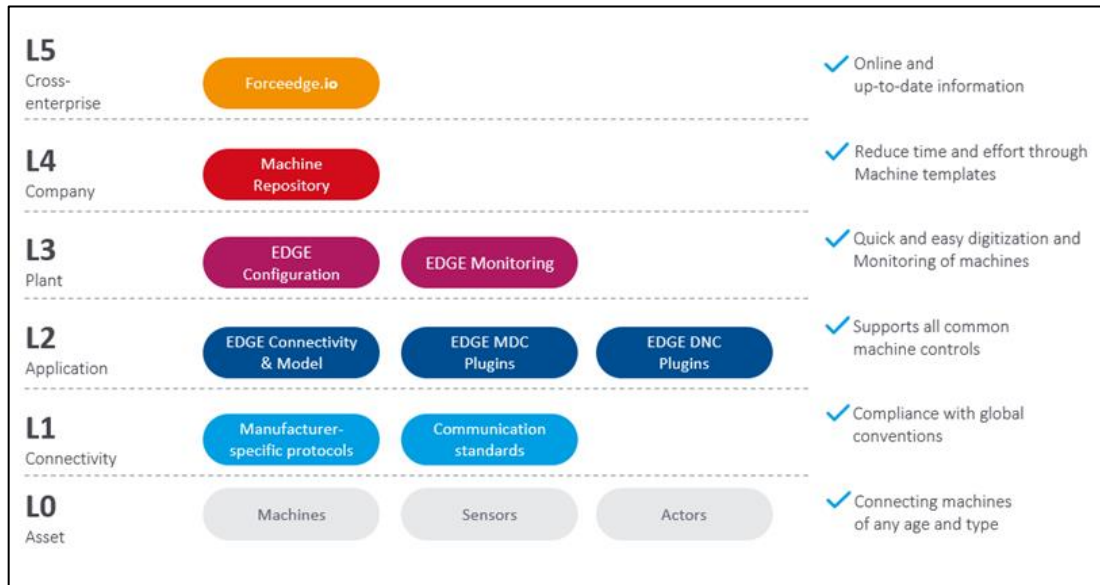 L5
Cross-
enterprise
Forceedge.io
Online and
up-to-date information
L4
Company
Machine
Repository
Reduce time and effort through
Machine templates
L3
Plant
EDGE
Configuration
EDGE Monitoring
Quick and easy digitization and
Monitoring of machines
L2
Application
EDGE Connectivity
& Model
EDGE MDC
Plugins
EDGE DNC
Plugins
Supports all common
machine controls
L1
Connectivity
Manufacturer-
specific protocols
Communication
standards
Compliance with global
conventions
L0
Asset
Machines
Sensors
Actors
Connecting machines
of any age and type